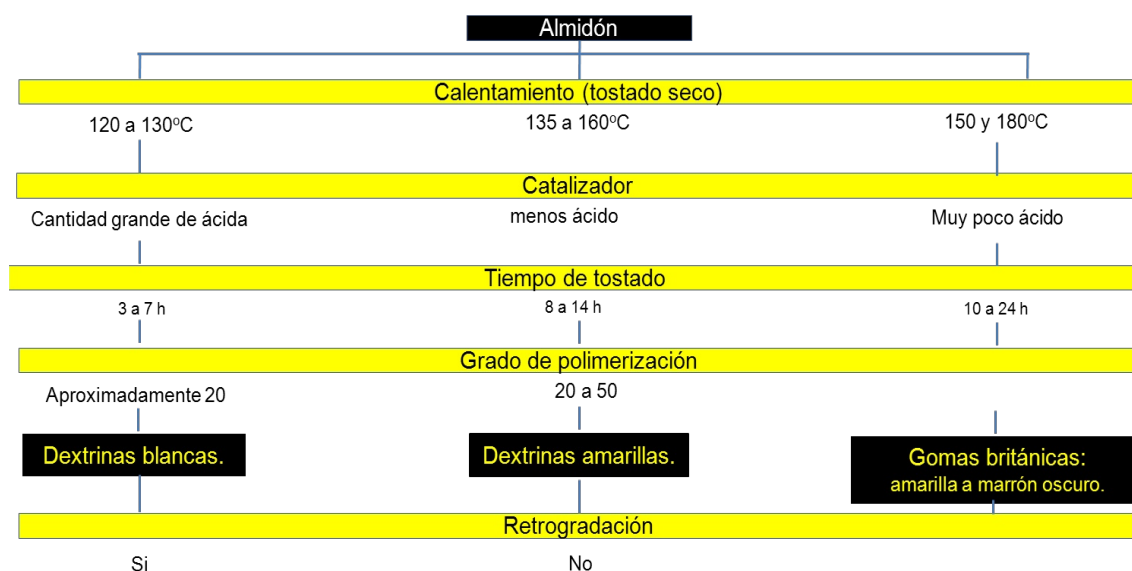 Almidón
Calentamiento (tostado seco)
120 a 130ºC
135 a 160ºC
150 y 180ºC
Catalizador
Cantidad grande de ácida
menos ácido
Muy poco ácido
Tiempo de tostado
3 a 7 h
8 a 14 h
10 a 24 h
Grado de polimerización
Aproximadamente 20
20 a 50
Dextrinas blancas.
Dextrinas amarillas.
Gomas británicas:
amarilla a marrón oscuro.
Retrogradación
Si
No